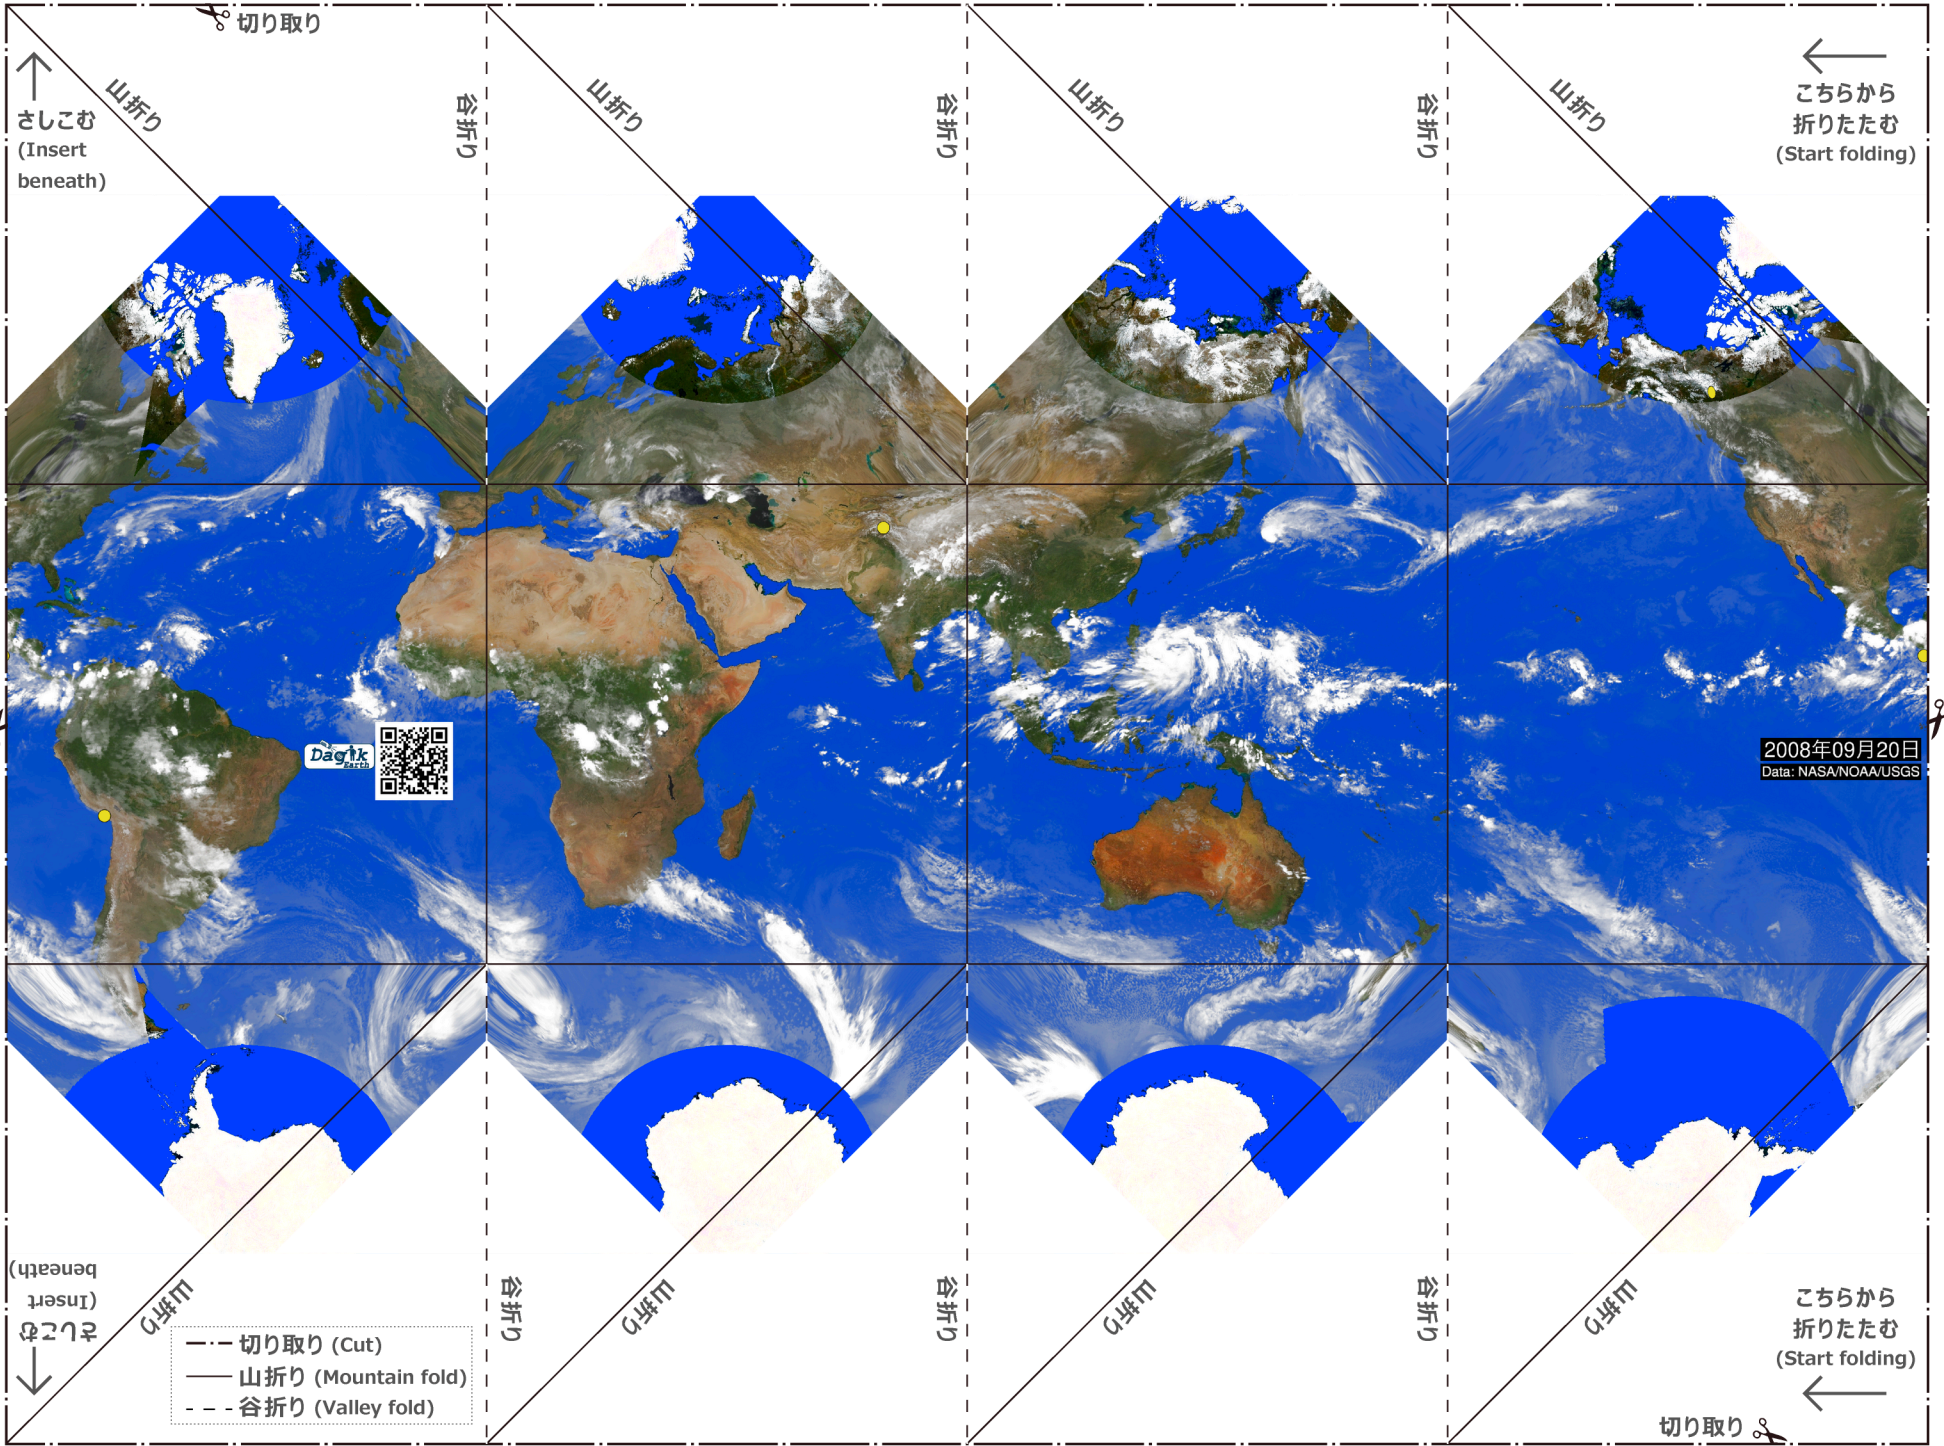 切り取り
さしこむ
(Insert
beneath)
山折り
谷折り
山折り
谷折り
山折り
谷折り
山折り
こちらから
折りたたむ
(Start folding)
Dagik
Earth
2008年09月20日
Data: NASA/NOAA/USGS
さしこむ
(Insert
beneath)
山折り
谷折り
山折り
谷折り
山折り
谷折り
山折り
こちらから
折りたたむ
(Start folding)
切り取り (Cut)
山折り (Mountain fold)
谷折り (Valley fold)
切り取り